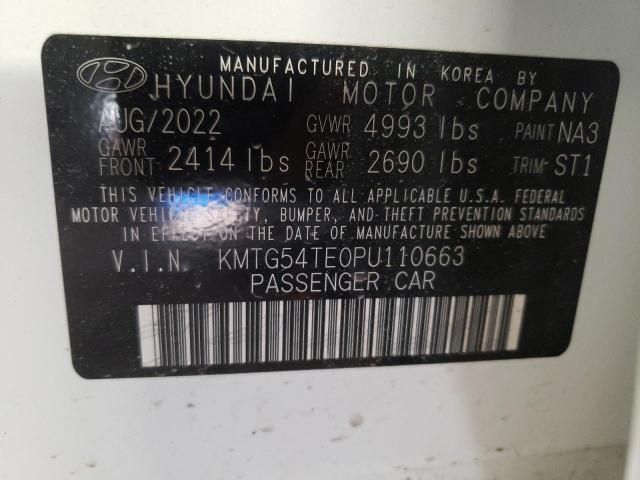 MANUFACTURED IN KOREA BY
HYUNDAI MOTOR COMPANY
AUG/2022 GVWR 4993 lbs PAINT NA3
GAWR FRONT 2414 lbs GAWR REAR 2690 lbs TRIM ST1
THIS VEHICLE CONFORMS TO ALL APPLICABLE U.S.A. FEDERAL
MOTOR VEHICLE SAFETY, BUMPER, AND THEFT PREVENTION STANDARDS
IN EFFECT ON THE DATE OF MANUFACTURE SHOWN ABOVE
V.I.N. KMTG54TE0PU110663
PASSENGER CAR